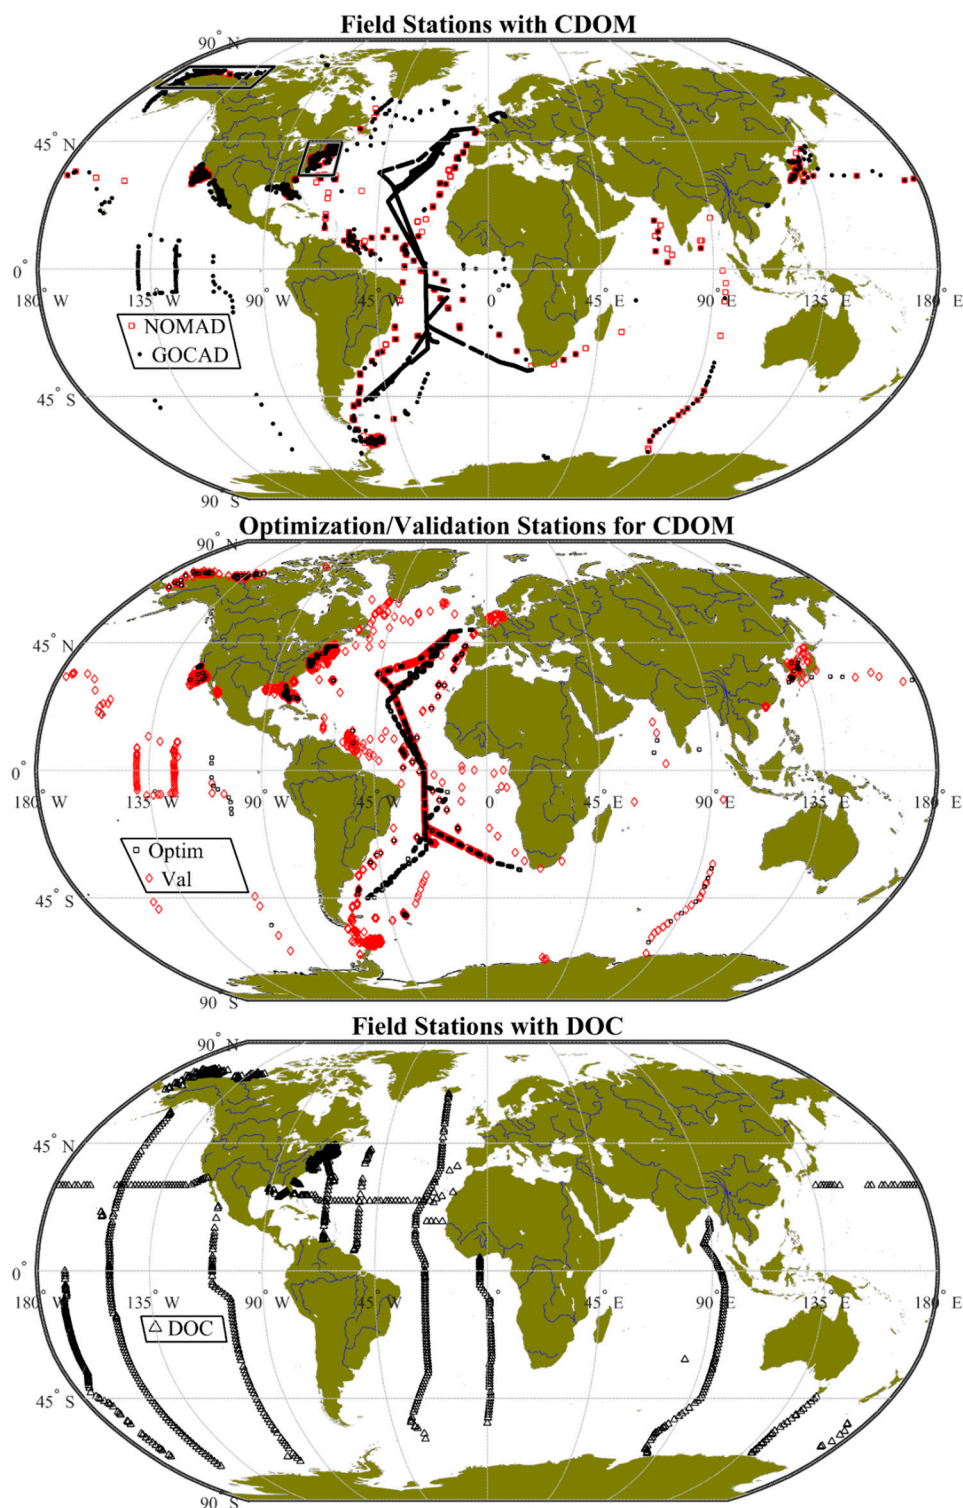 Field Stations with CDOM
90° N
45° N
0°
180° W
135° W
90° W
45° W
0° E
45° E
90° E
135° E
180° E
NOMAD
GOCAD
45° S
90° S
Optimization/Validation Stations for CDOM
90° N
45° N
0°
180° W
135° W
90° W
45° W
0° E
45° E
90° E
135° E
180° E
Optim
Val
45° S
90° S
Field Stations with DOC
90° N
45° N
0°
180° W
135° W
90° W
45° W
0° E
45° E
90° E
135° E
180° E
DOC
45° S
90° S